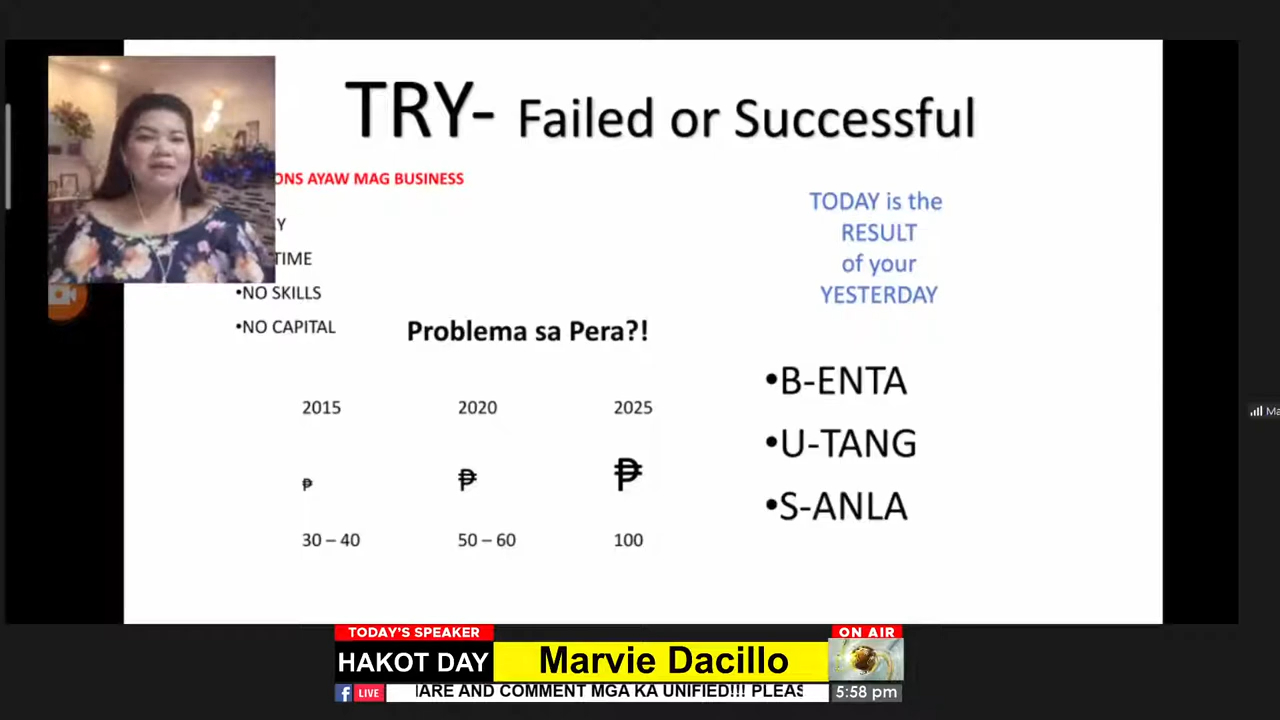 TRY- Failed or Successful
ONS AYAW MAG BUSINESS
Y
TIME
•NO SKILLS
•NO CAPITAL
Problema sa Pera?!
2015 2020 2025
₱ ₱ ₱
30 – 40 50 – 60 100
TODAY is the
RESULT
of your
YESTERDAY
•B-ENTA
•U-TANG
•S-ANLA
Ma
TODAY'S SPEAKER
HAKOT DAY
Marvie Dacillo
ON AIR
f LIVE
ARE AND COMMENT MGA KA UNIFIED!!! PLEAS
5:58 pm